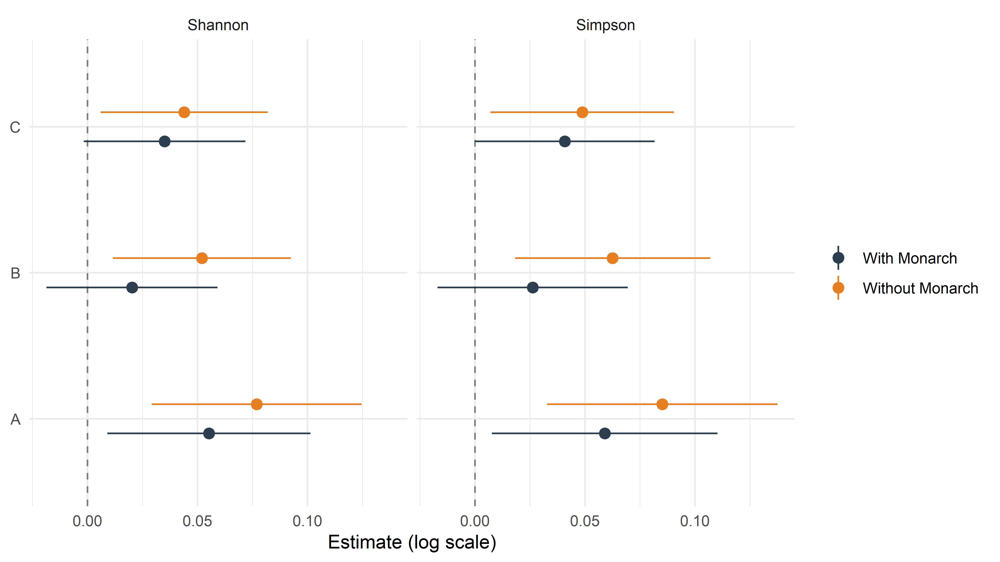 Shannon
Simpson
C
B
A
With Monarch
Without Monarch
0.00 0.05 0.10
0.00 0.05 0.10
Estimate (log scale)